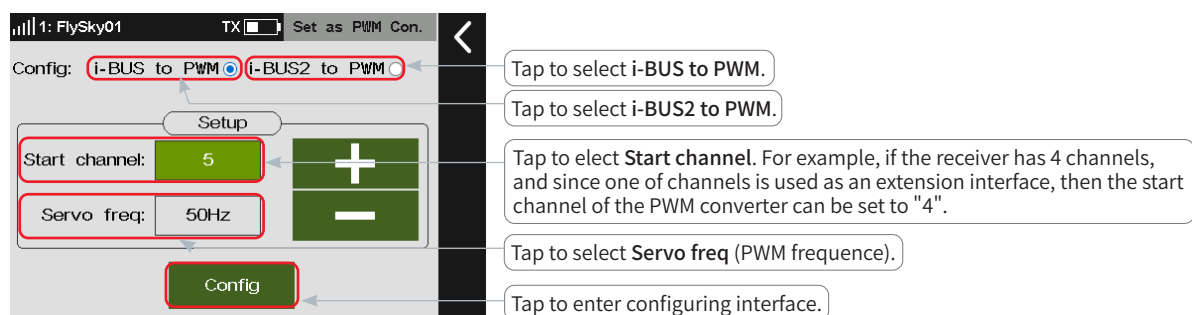 1: FlySky01 TX Set as PWM Con.
Config: i-BUS to PWM i-BUS2 to PWM
Setup
Start channel: 5
Servo freq: 50Hz
Config
Tap to select i-BUS to PWM.
Tap to select i-BUS2 to PWM.
Tap to elect Start channel. For example, if the receiver has 4 channels,
and since one of channels is used as an extension interface, then the start
channel of the PWM converter can be set to "4".
Tap to select Servo freq (PWM frequence).
Tap to enter configuring interface.